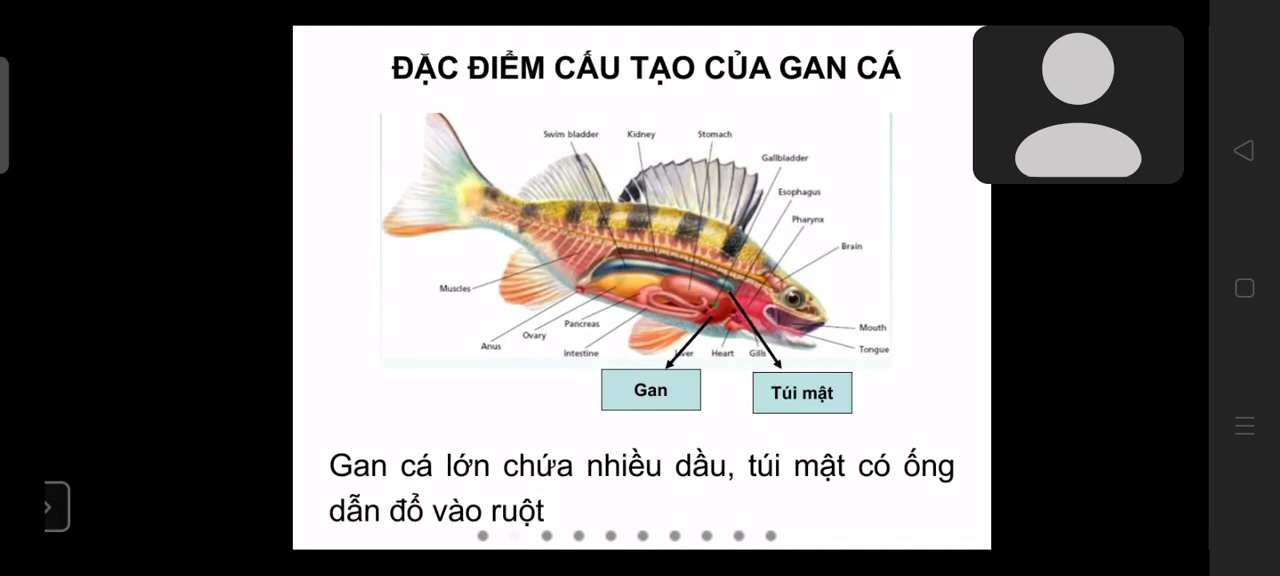 ĐẶC ĐIỂM CẤU TẠO CỦA GAN CÁ
Swim bladder
Kidney
Stomach
Gallbladder
Esophagus
Pharynx
Brain
Muscles
Mouth
Tongue
Anus
Ovary
Pancreas
Intestine
Heart
Gills
Gan
Túi mật
Gan cá lớn chứa nhiều dầu, túi mật có ống
dẫn đổ vào ruột